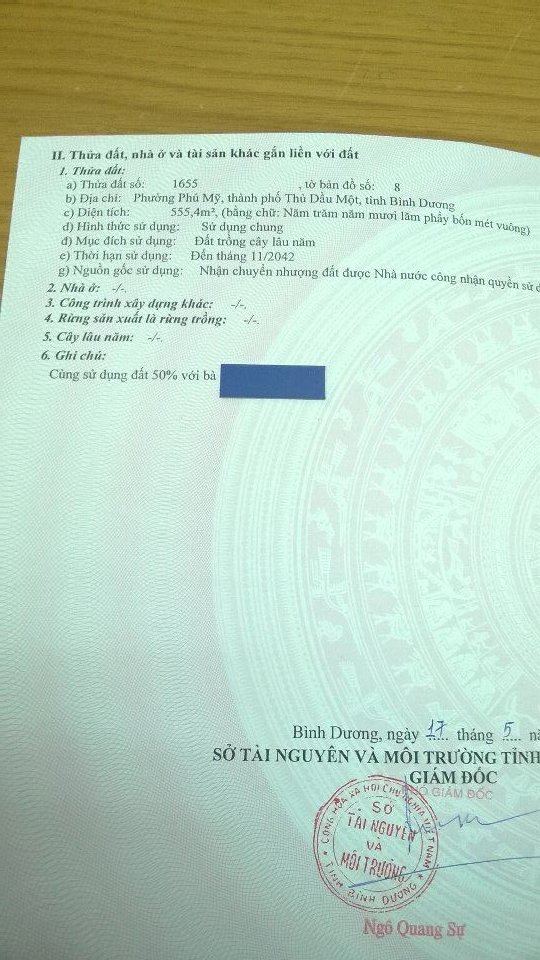 II. Thửa đất, nhà ở và tài sản khác gắn liền với đất
1. Thửa đất:
a) Thửa đất số: 1655 , tờ bản đồ số: 8
b) Địa chỉ: Phường Phú Mỹ, thành phố Thủ Dầu Một, tỉnh Bình Dương
c) Diện tích: 555,4m², (bằng chữ: Năm trăm năm mươi lăm phẩy bốn mét vuông)
d) Hình thức sử dụng: Sử dụng chung
đ) Mục đích sử dụng: Đất trồng cây lâu năm
e) Thời hạn sử dụng: Đến tháng 11/2042
g) Nguồn gốc sử dụng: Nhận chuyển nhượng đất được Nhà nước công nhận quyền sử
2. Nhà ở: -/-.
3. Công trình xây dựng khác: -/-.
4. Rừng sản xuất là rừng trồng: -/-.
5. Cây lâu năm: -/-.
6. Ghi chú:
Cùng sử dụng đất 50% với bà
Bình Dương, ngày 17 tháng 5
SỞ TÀI NGUYÊN VÀ MÔI TRƯỜNG TỈNH
GIÁM ĐỐC
PHÓ GIÁM ĐỐC
CỘNG HÒA XÃ HỘI CHỦ NGHĨA VIỆT NAM
SỞ
TÀI NGUYÊN
VÀ
MÔI TRƯỜNG
TỈNH BÌNH DƯƠNG
Ngô Quang Sự